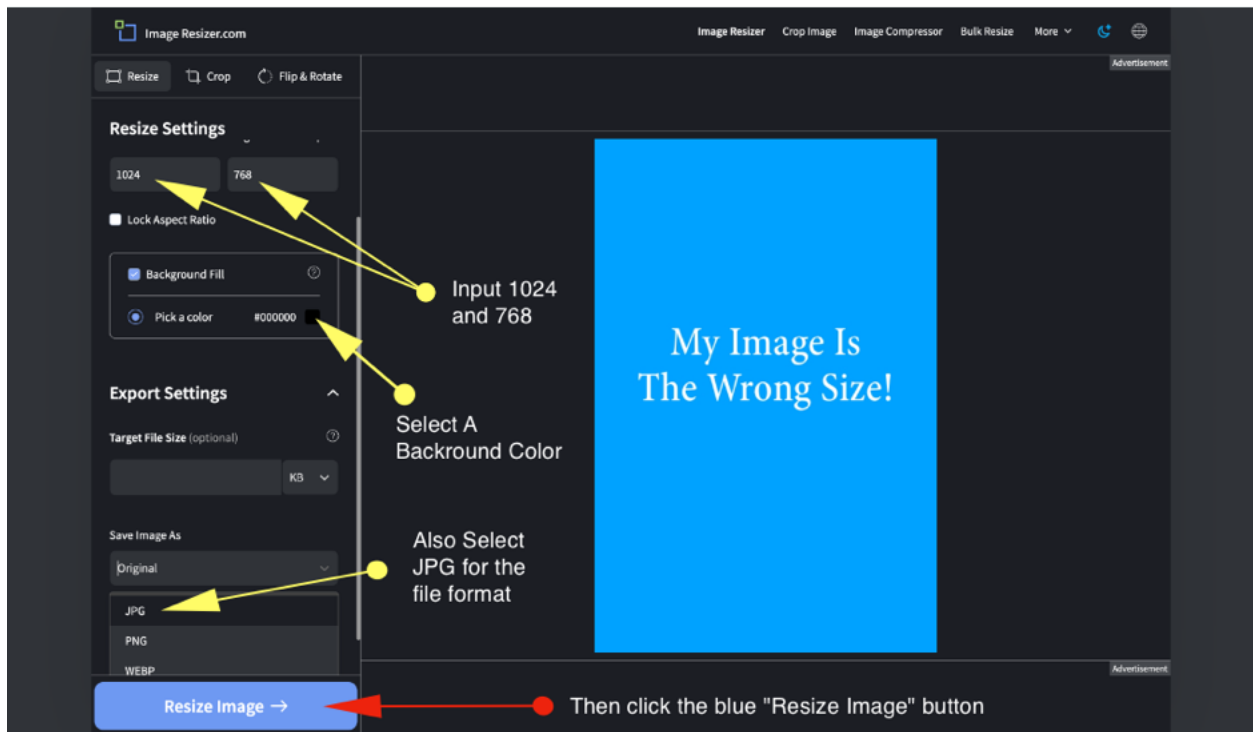 Image Resizer.com
Image Resizer Crop Image Image Compressor Bulk Resize More
Advertisement
Resize Crop Flip & Rotate
Resize Settings
1024 768
Lock Aspect Ratio
Background Fill
Pick a color #000000
Input 1024
and 768
My Image Is
The Wrong Size!
Export Settings
Select A
Backround Color
Target File Size (optional)
KB
Save Image As
Original
Also Select
JPG for the
file format
JPG
PNG
WEBP
Advertisement
Resize Image →
Then click the blue "Resize Image" button